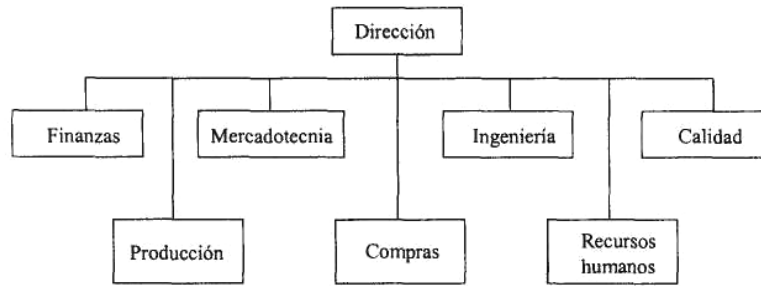 Dirección
Finanzas
Mercadotecnia
Ingeniería
Calidad
Producción
Compras
Recursos
humanos